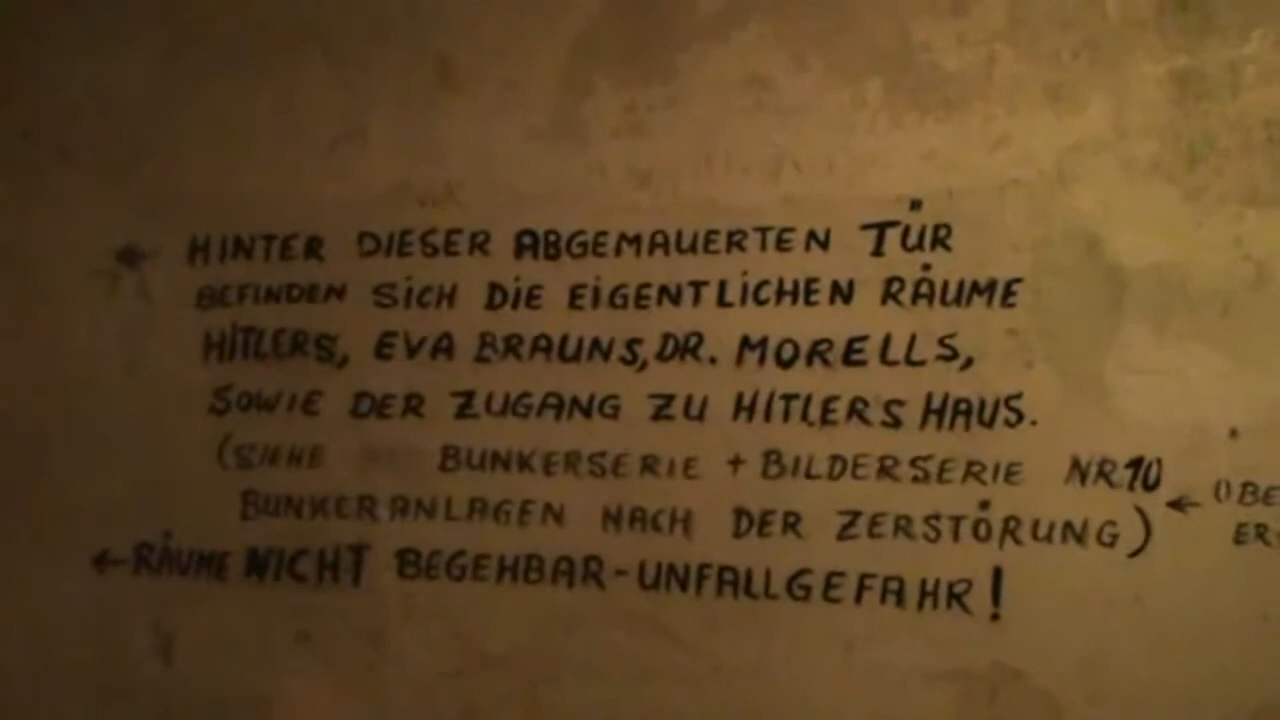 ← HINTER DIESER ABGEMAUERTEN TÜR
BEFINDEN SICH DIE EIGENTLICHEN RÄUME
HITLERS, EVA BRAUNS, DR. MORELLS,
SOWIE DER ZUGANG ZU HITLERS HAUS.
(SIEHE BUNKERSERIE + BILDERSERIE NR.10
BUNKERANLAGEN NACH DER ZERSTÖRUNG) ←
← RÄUME NICHT BEGEHBAR - UNFALLGEFAHR!